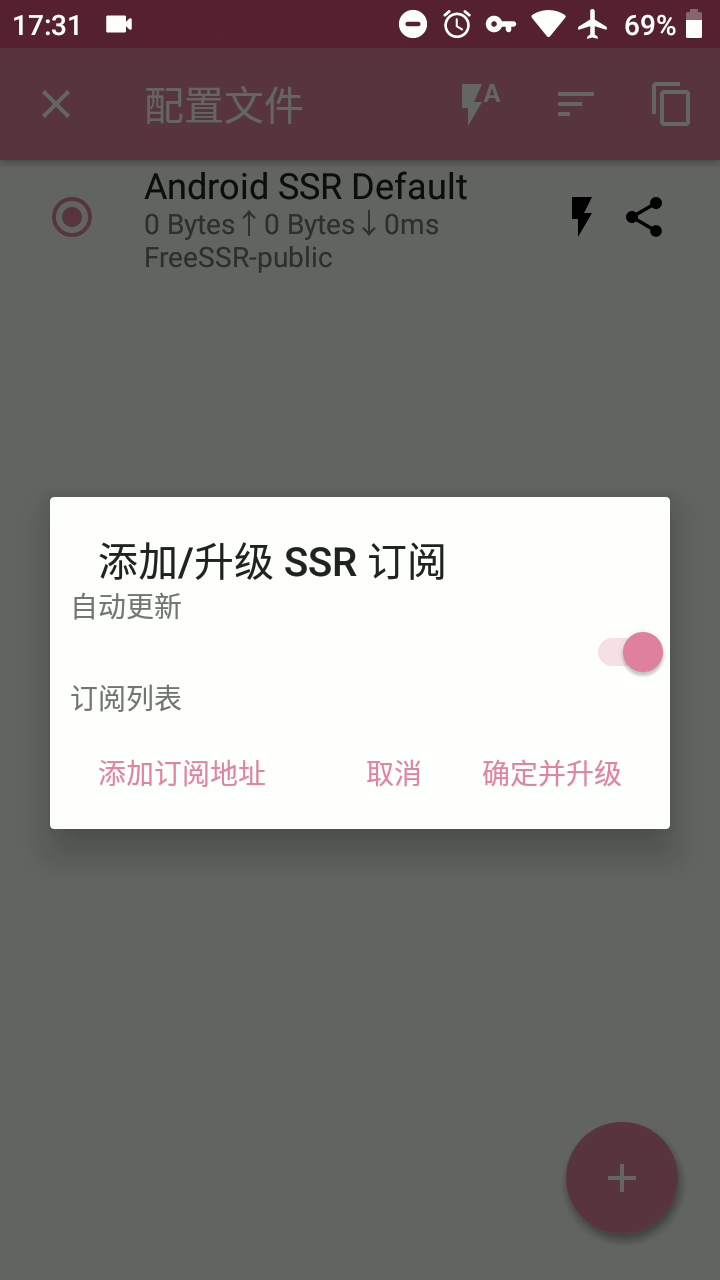 17:31 69%
配置文件
A
Android SSR Default
0 Bytes↑0 Bytes↓0ms
FreeSSR-public
添加/升级 SSR 订阅
自动更新
订阅列表
添加订阅地址 取消 确定并升级